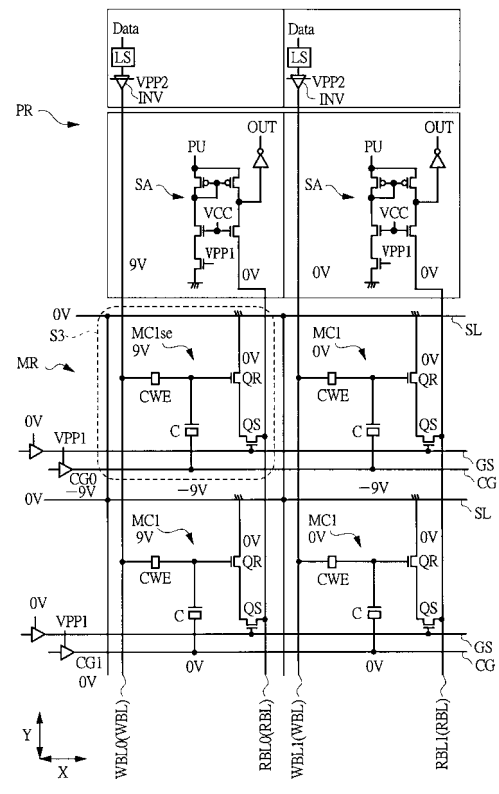 Data Data
LS LS
VPP2 VPP2
INV INV
PR
OUT OUT
PU PU
SA SA
VCC VCC
VPP1 VPP1
9V 0V 0V 0V
0V SL
S3
MC1se MC1
9V 0V 0V 0V
MR
QR QR
CWE CWE
0V VPP1
C QS C QS
GS
CG0 CG
−9V −9V −9V
0V SL
MC1 MC1
9V 0V 0V 0V
QR QR
CWE CWE
0V VPP1
C QS C QS
GS
CG1 CG
0V 0V 0V
WBL0(WBL) RBL0(RBL) WBL1(WBL) RBL1(RBL)
Y
X